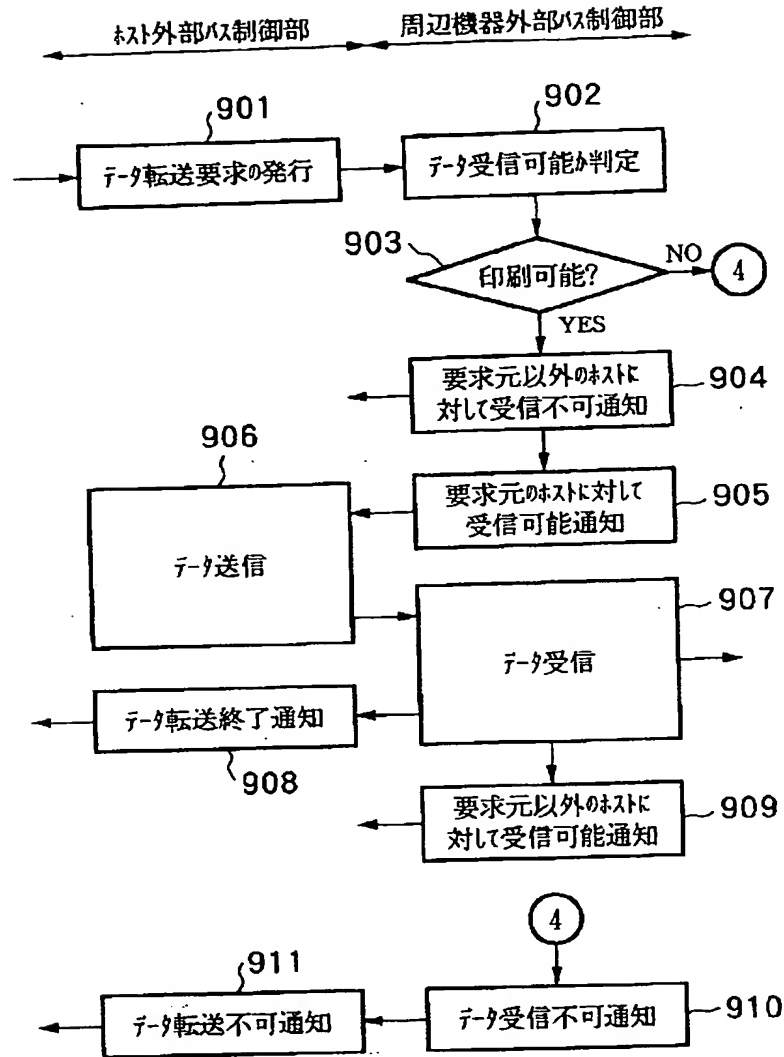 ホスト外部バス制御部
周辺機器外部バス制御部
901
データ転送要求の発行
902
データ受信可能か判定
903
印刷可能?
NO
4
YES
要求元以外のホストに
対して受信不可通知
904
906
データ送信
要求元のホストに対して
受信可能通知
905
データ受信
907
データ転送終了通知
908
要求元以外のホストに
対して受信可能通知
909
4
911
データ転送不可通知
データ受信不可通知
910